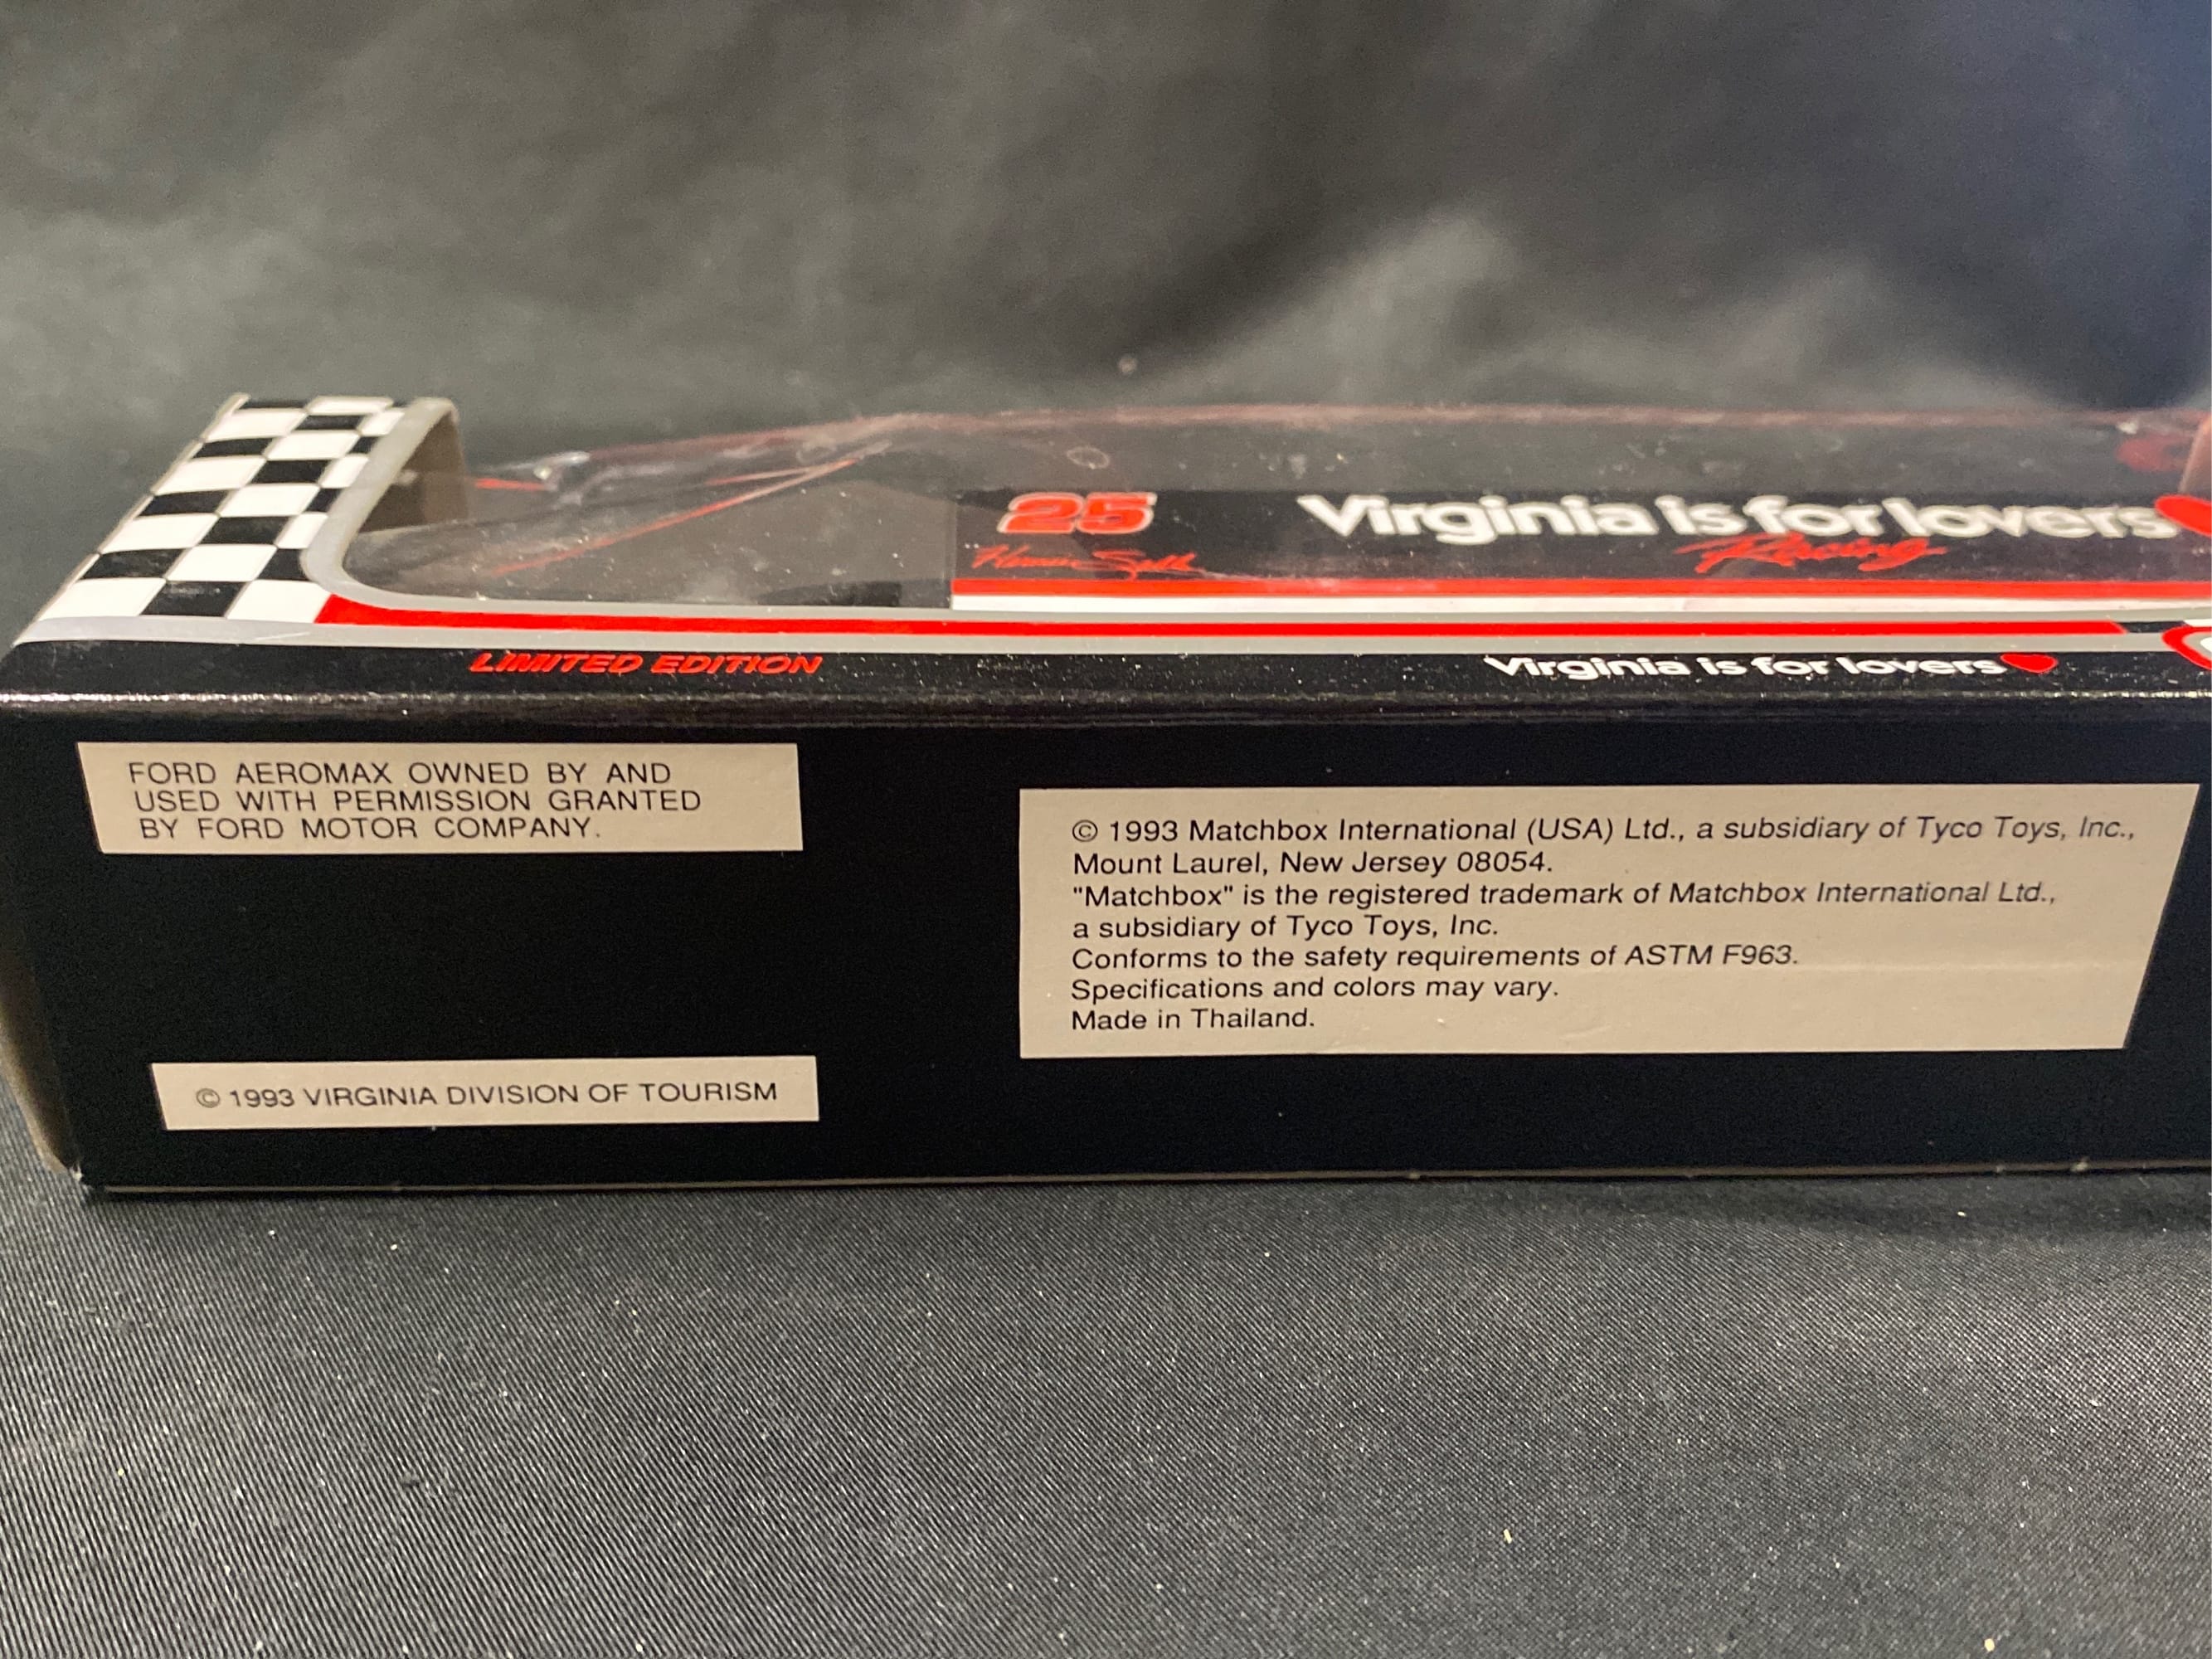 25
Virginia is for lovers
Racing
LIMITED EDITION
Virginia is for lovers
FORD AEROMAX OWNED BY AND
USED WITH PERMISSION GRANTED
BY FORD MOTOR COMPANY.
© 1993 VIRGINIA DIVISION OF TOURISM
© 1993 Matchbox International (USA) Ltd., a subsidiary of Tyco Toys, Inc.,
Mount Laurel, New Jersey 08054.
"Matchbox" is the registered trademark of Matchbox International Ltd.,
a subsidiary of Tyco Toys, Inc.
Conforms to the safety requirements of ASTM F963.
Specifications and colors may vary.
Made in Thailand.